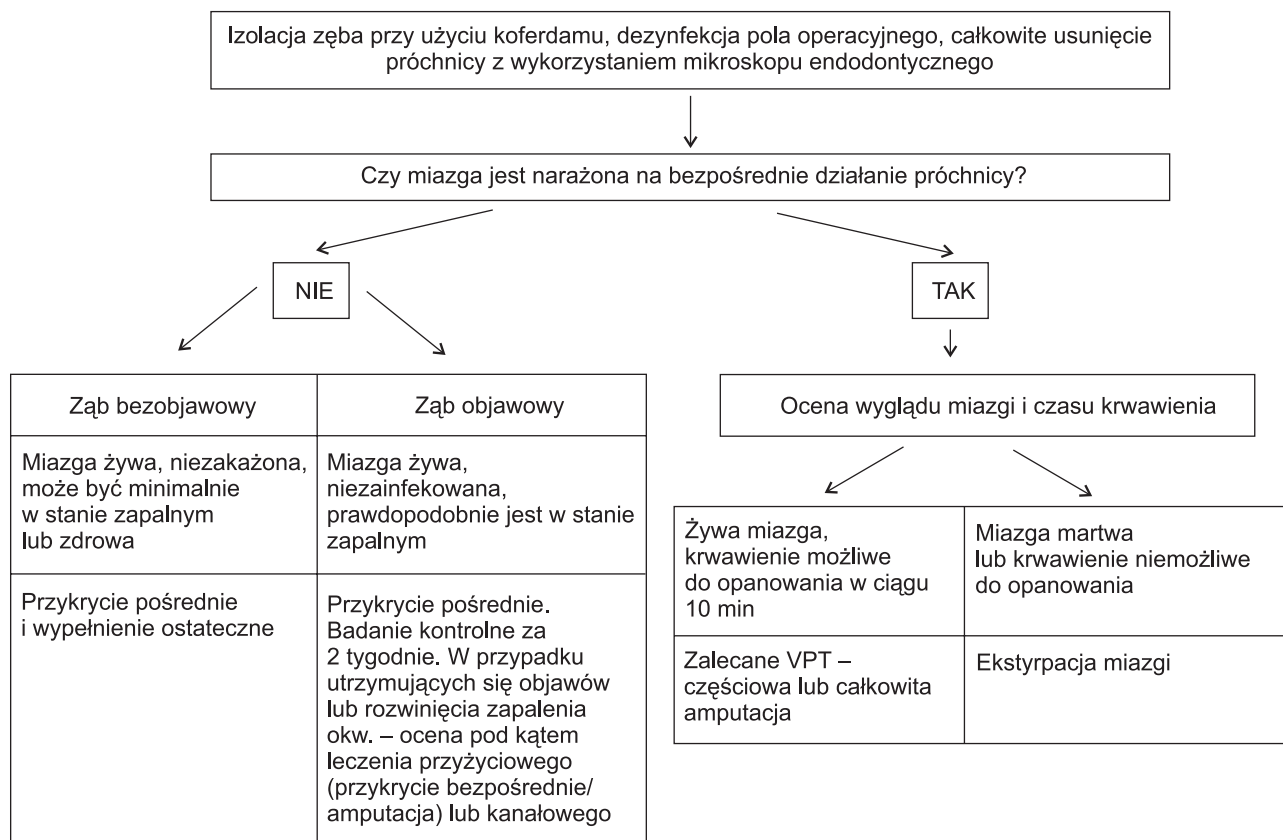 Izolacja zęba przy użyciu koferdamu, dezynfekcja pola operacyjnego, całkowite usunięcie
próchnicy z wykorzystaniem mikroskopu endodontycznego
Czy miazga jest narażona na bezpośrednie działanie próchnicy?
NIE
TAK
Ząb bezobjawowy
Ząb objawowy
Miazga żywa, niezakażona,
może być minimalnie
w stanie zapalnym
lub zdrowa
Miazga żywa,
niezainfekowana,
prawdopodobnie jest w stanie
zapalnym
Przykrycie pośrednie
i wypełnienie ostateczne
Przykrycie pośrednie.
Badanie kontrolne za
2 tygodnie. W przypadku
utrzymujących się objawów
lub rozwinięcia zapalenia
okw. – ocena pod kątem
leczenia przyżyciowego
(przykrycie bezpośrednie/
amputacja) lub kanałowego
Ocena wyglądu miazgi i czasu krwawienia
Żywa miazga,
krwawienie możliwe
do opanowania w ciągu
10 min
Miazga martwa
lub krwawienie niemożliwe
do opanowania
Zalecane VPT –
częściowa lub całkowita
amputacja
Ekstyrpacja miazgi